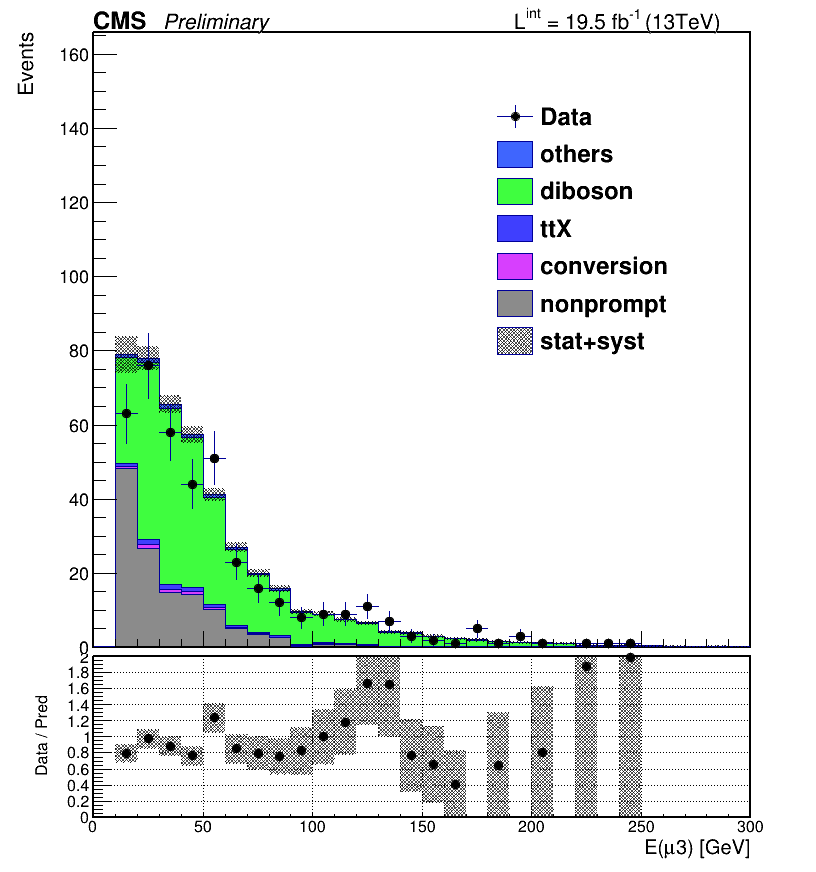 CMS Preliminary L^int = 19.5 fb^-1 (13TeV)
Events
160
140
120
100
80
60
40
20
0
Data
others
diboson
ttX
conversion
nonprompt
stat+syst
Data / Pred
2
1.8
1.6
1.4
1.2
1
0.8
0.6
0.4
0.2
0
0 50 100 150 200 250 300
E(μ3) [GeV]